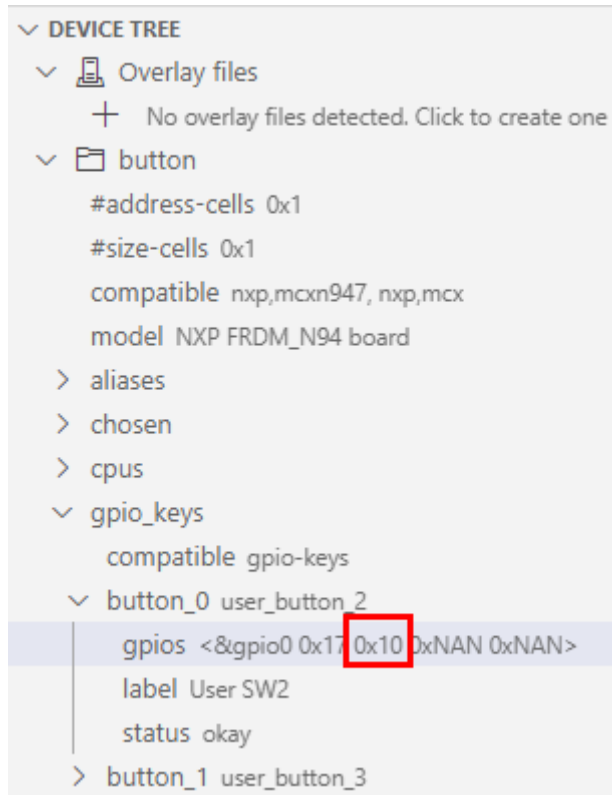 DEVICE TREE
Overlay files
No overlay files detected. Click to create one
button
#address-cells 0x1
#size-cells 0x1
compatible nxp,mcxn947, nxp,mcx
model NXP FRDM_N94 board
aliases
chosen
cpus
gpio_keys
compatible gpio-keys
button_0 user_button_2
gpios <&gpio0 0x17 0x10 0xNAN 0xNAN>
label User SW2
status okay
button_1 user_button_3